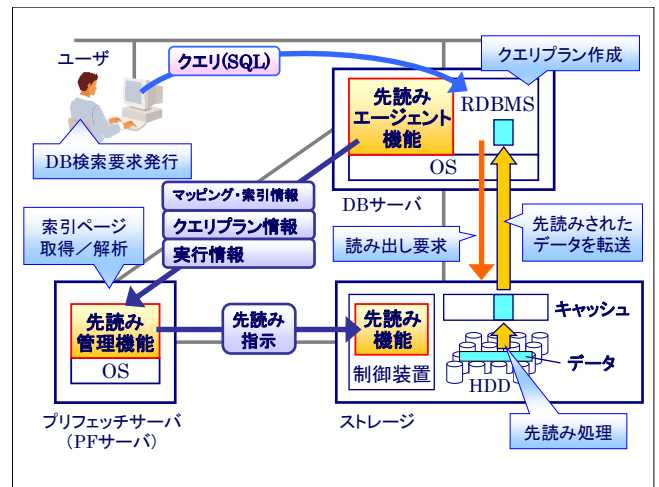 ユーザ
クエリ(SQL)
クエリプラン作成
先読み
エージェント
機能
RDBMS
OS
DB検索要求発行
DBサーバ
マッピング・索引情報
クエリプラン情報
実行情報
索引ページ
取得／解析
読み出し要求
先読みされた
データを転送
先読み
管理機能
OS
先読み
指示
先読み
機能
制御装置
キャッシュ
データ
HDD
プリフェッチサーバ
(PFサーバ)
ストレージ
先読み処理